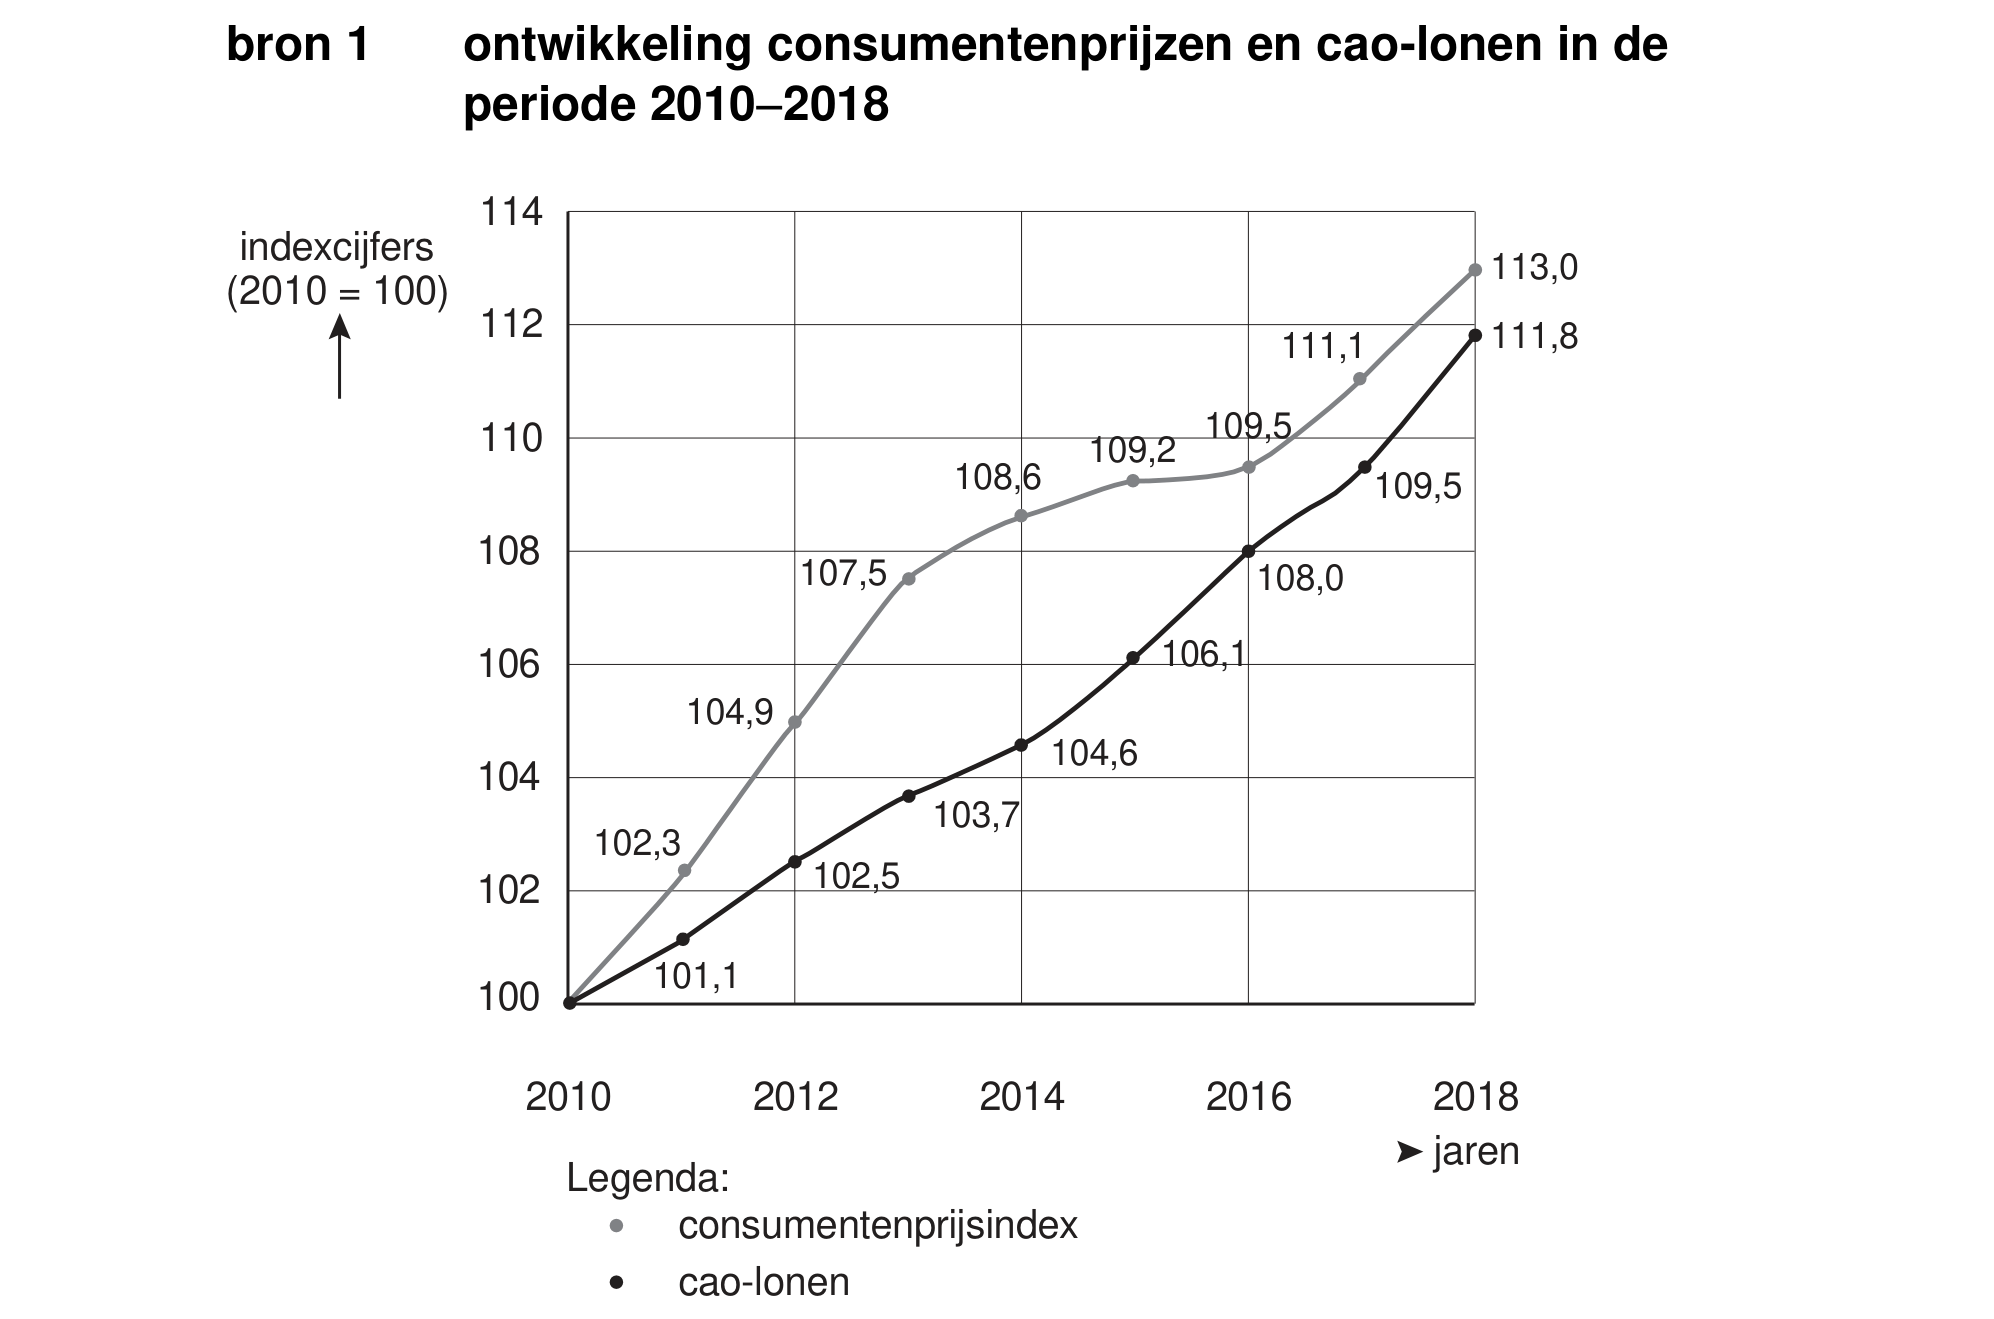 bron 1 ontwikkeling consumentenprijzen en cao-lonen in de
periode 2010–2018
indexcijfers
(2010 = 100)
114
112
110
108
106
104
102
100
113,0
111,8
111,1
109,5
109,2
108,6
109,5
107,5
108,0
106,1
104,9
104,6
103,7
102,3
102,5
101,1
2010 2012 2014 2016 2018
jaren
Legenda:
consumentenprijsindex
cao-lonen